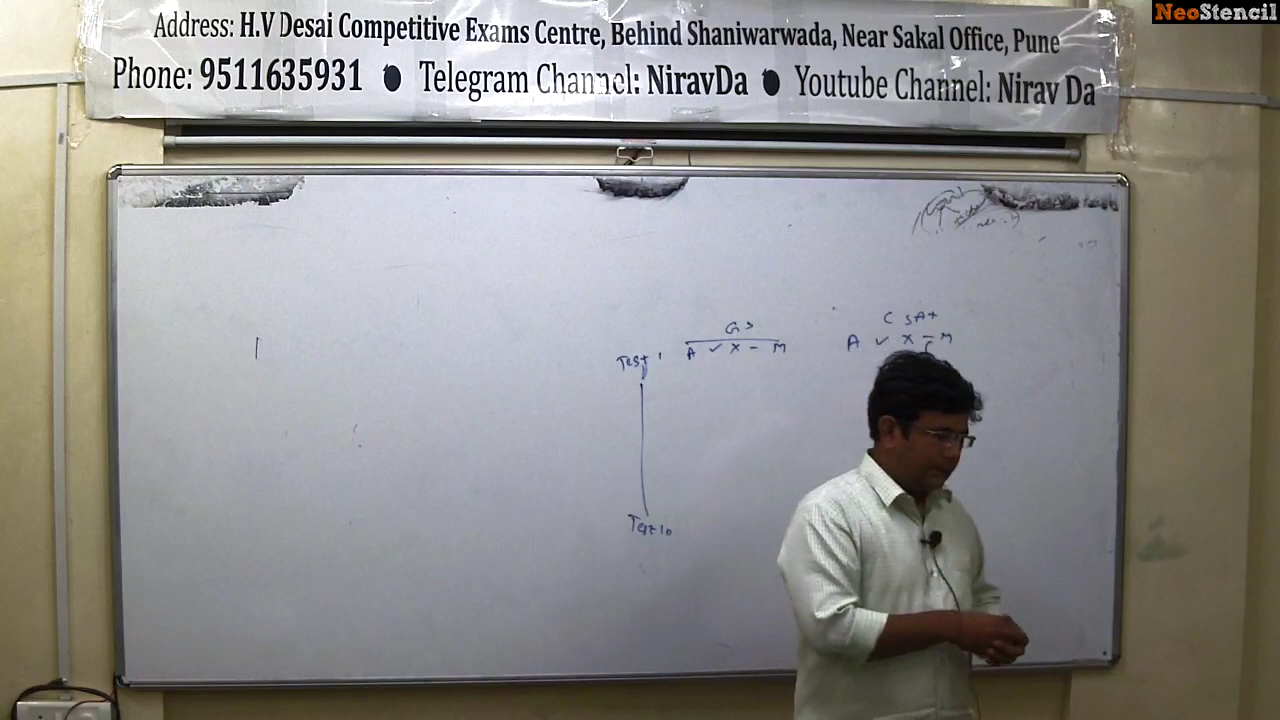 NeoStencil
Address: H.V Desai Competitive Exams Centre, Behind Shaniwarwada, Near Sakal Office, Pune
Phone: 9511635931 ● Telegram Channel: NiravDa ● Youtube Channel: Nirav Da
GS
CSAT
Test 1 A ✓ X – M
A ✓ X – M
Test 10